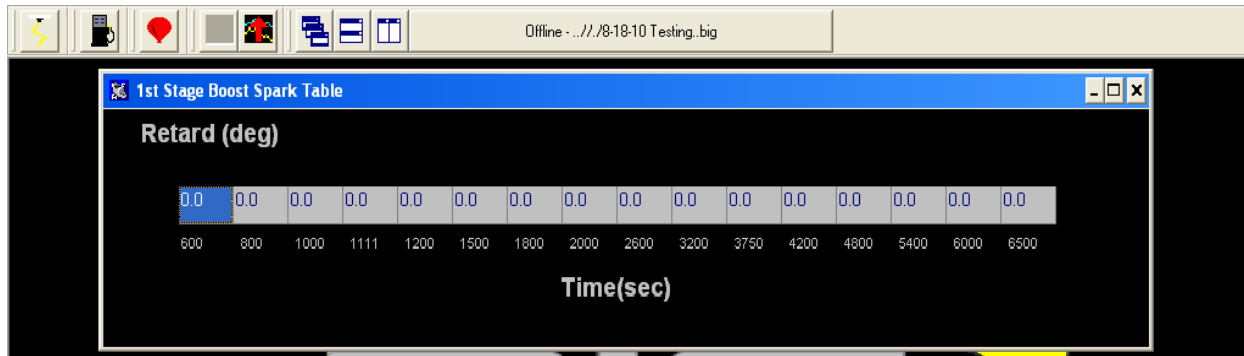 Offline - ..//./8-18-10 Testing..big
1st Stage Boost Spark Table
Retard (deg)
0.0 0.0 0.0 0.0 0.0 0.0 0.0 0.0 0.0 0.0 0.0 0.0 0.0 0.0 0.0 0.0
600 800 1000 1111 1200 1500 1800 2000 2600 3200 3750 4200 4800 5400 6000 6500
Time(sec)